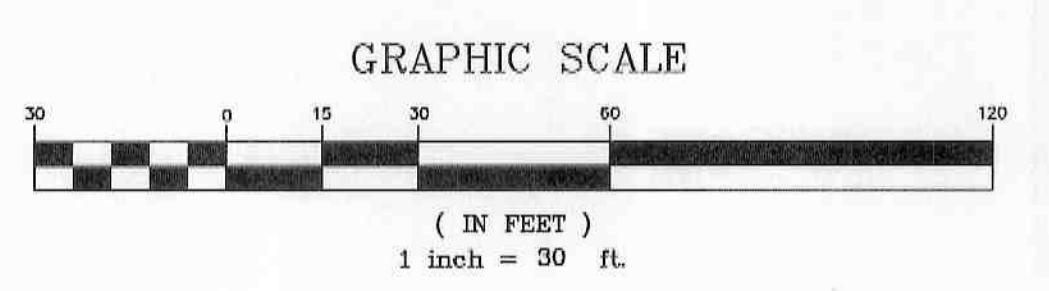 GRAPHIC SCALE
30 0 15 30 60 120
( IN FEET )
1 inch = 30 ft.